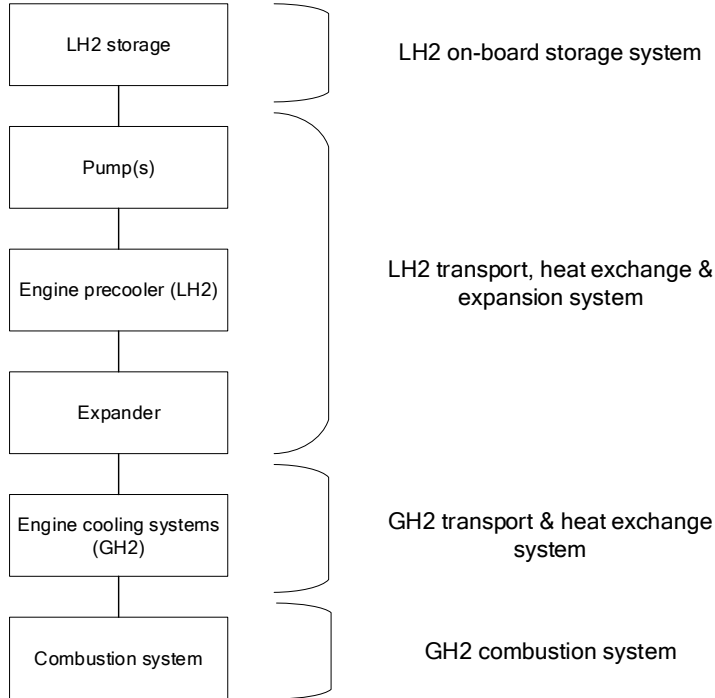 LH2 storage
LH2 on-board storage system
Pump(s)
Engine precooler (LH2)
LH2 transport, heat exchange &
expansion system
Expander
Engine cooling systems
(GH2)
GH2 transport & heat exchange
system
Combustion system
GH2 combustion system